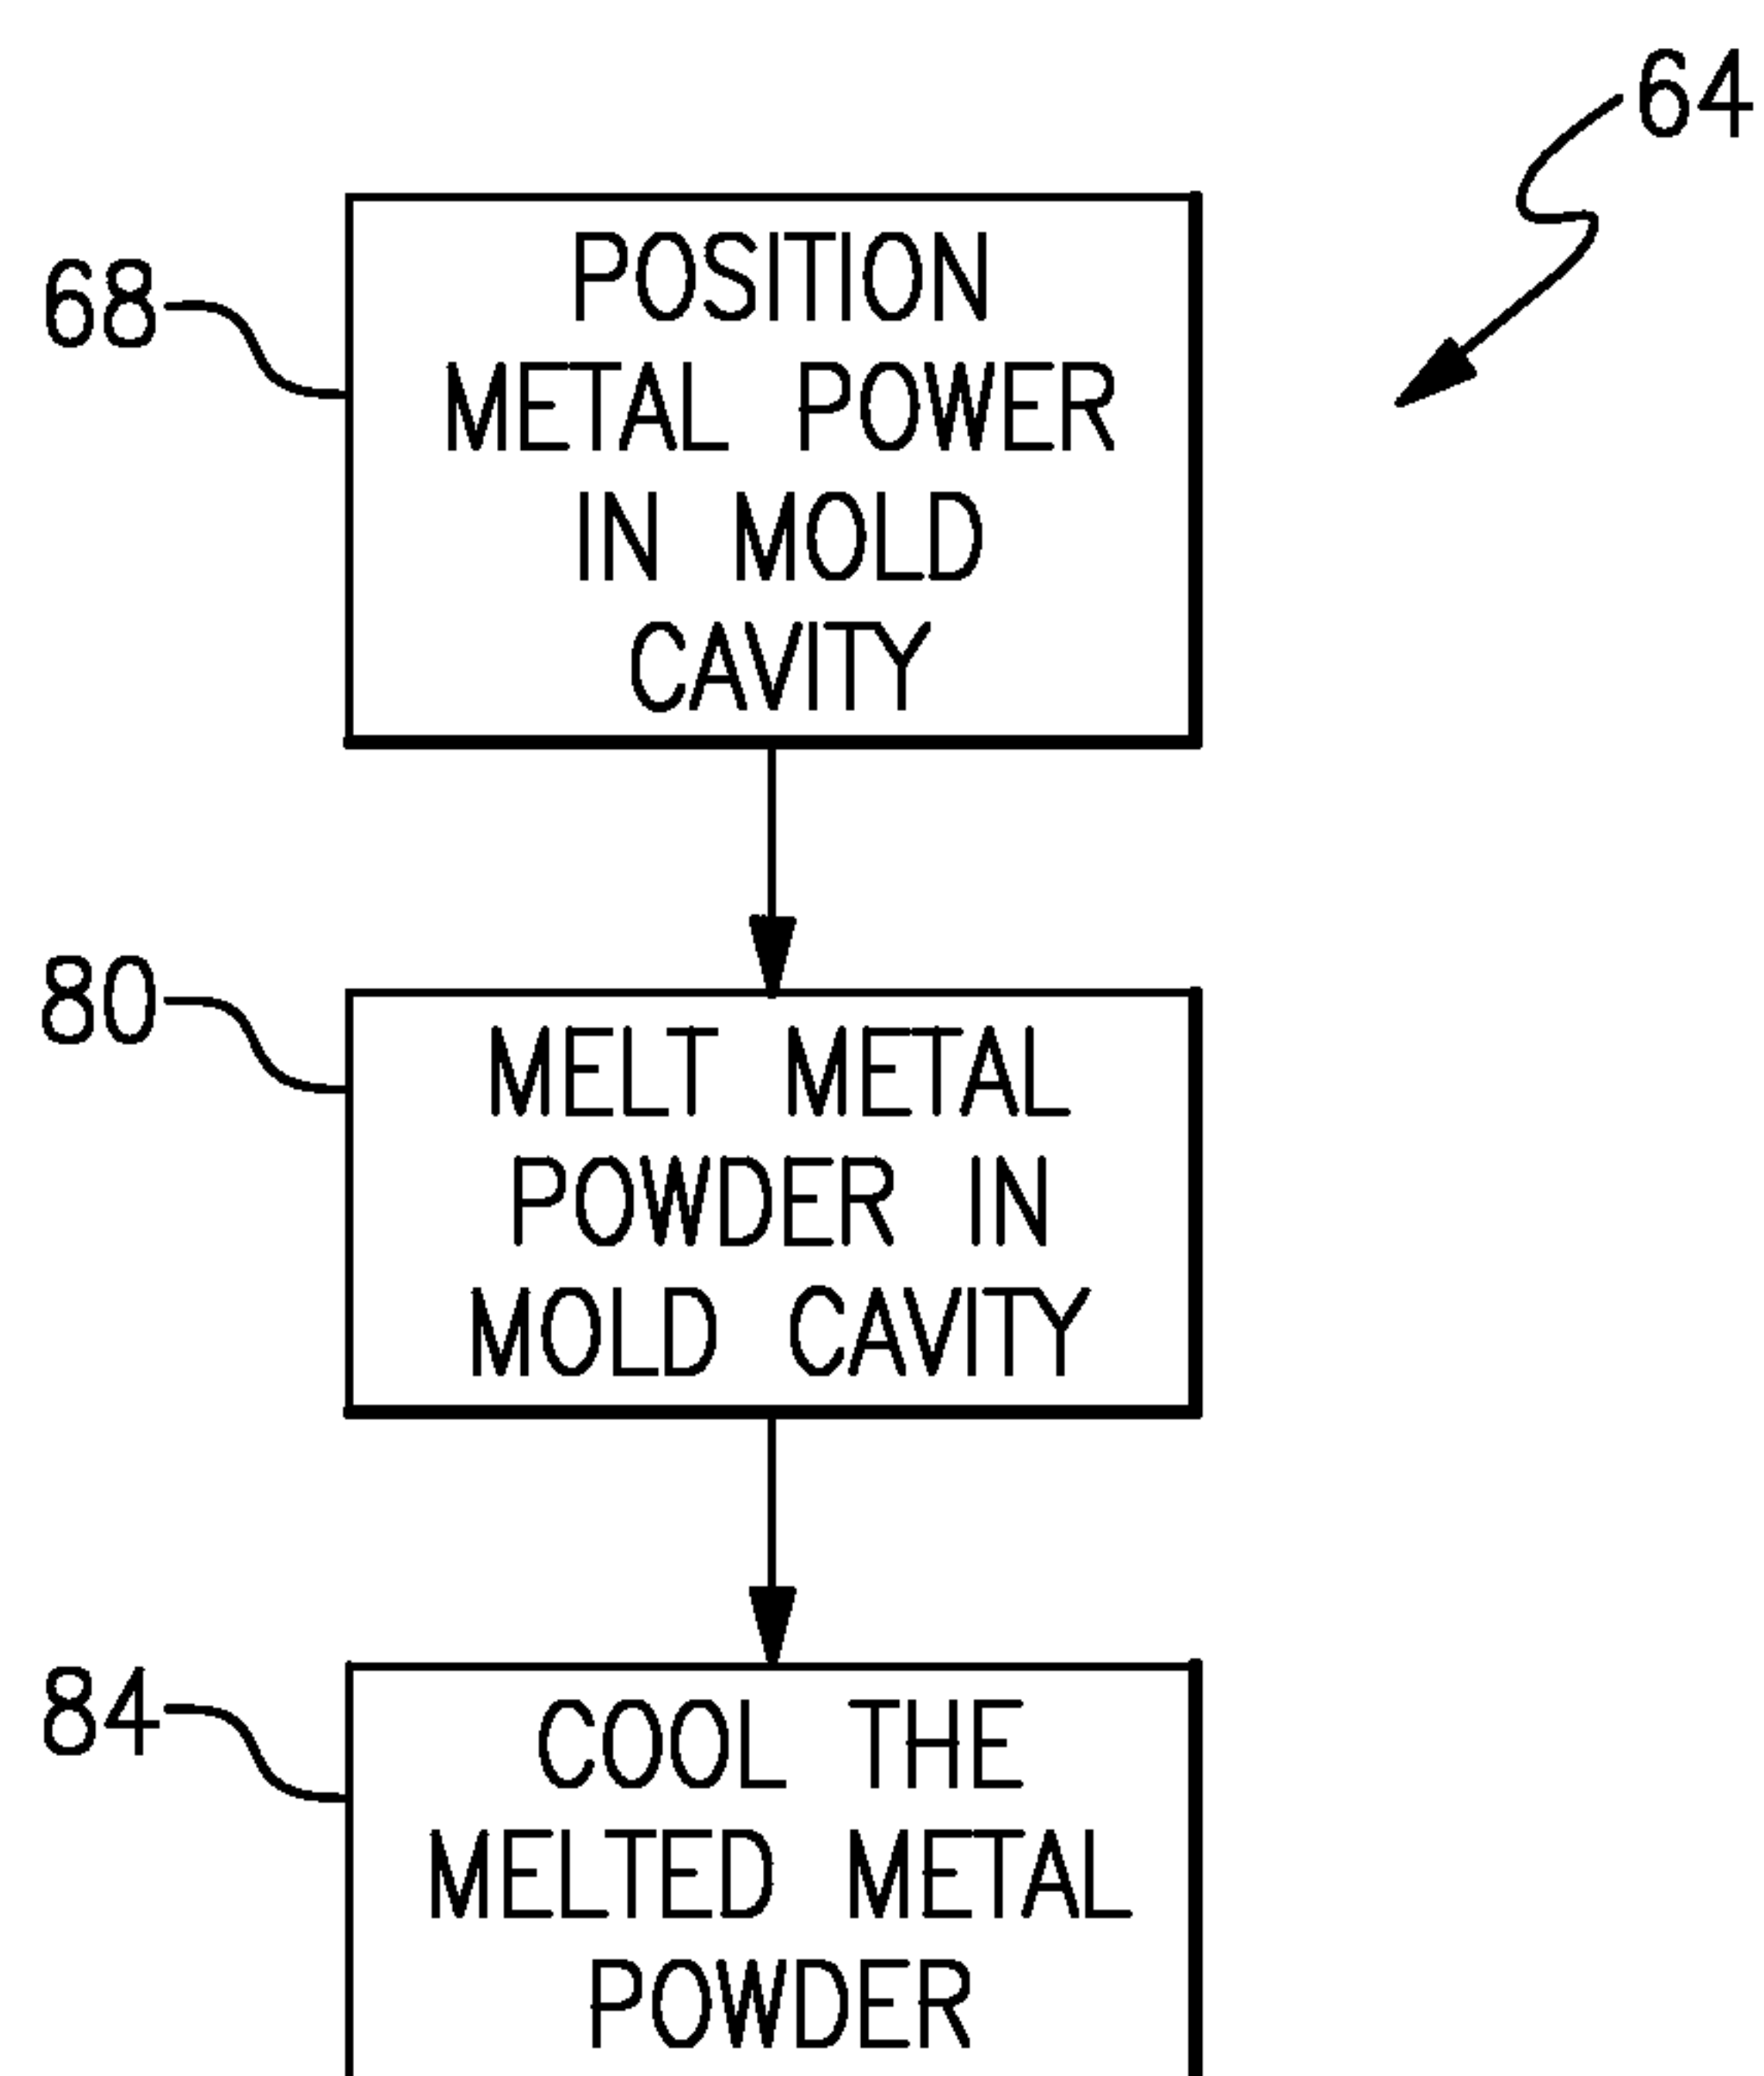 64
68
POSITION
METAL POWER
IN MOLD
CAVITY
80
MELT METAL
POWDER IN
MOLD CAVITY
84
COOL THE
MELTED METAL
POWDER